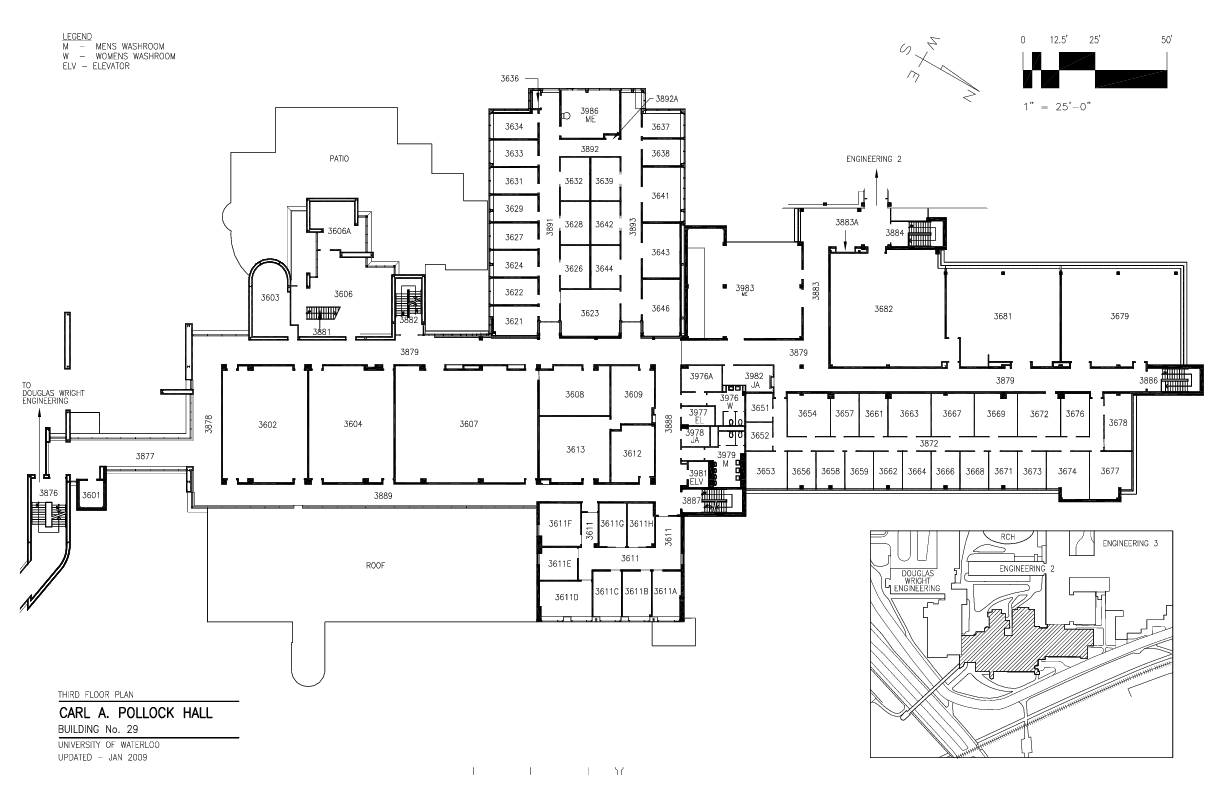 LEGEND
M – MENS WASHROOM
W – WOMENS WASHROOM
ELV – ELEVATOR
W
S
E
N
0 12.5' 25' 50'
1" = 25'-0"
3636
3892A
3986
ME
3634
3637
3892
3633
3638
PATIO
ENGINEERING 2
3631
3632
3639
3641
3629
3606A
3628
3642
3891
3893
3883A
3884
3627
3643
3624
3626
3644
3622
3603
3606
3983
3883
3682
3681
3679
3621
3623
3646
3881
3882
3879
3879
3879
3886
TO
DOUGLAS WRIGHT
ENGINEERING
3976A
3982
JA
3608
3609
3976
W
3977
EL
3651
3654
3657
3661
3663
3667
3669
3672
3676
3678
3878
3602
3604
3607
3888
3978
JA
3652
3872
3613
3612
3979
M
3877
3981
ELV
3653
3656
3658
3659
3662
3664
3666
3668
3671
3673
3674
3677
3876
3601
3889
3887
3611F
3611
3611G
3611H
3611
3611
3611E
3611D
3611C
3611B
3611A
ROOF
RCH
ENGINEERING 3
ENGINEERING 2
DOUGLAS
WRIGHT
ENGINEERING
THIRD FLOOR PLAN
CARL A. POLLOCK HALL
BUILDING No. 29
UNIVERSITY OF WATERLOO
UPDATED – JAN 2009